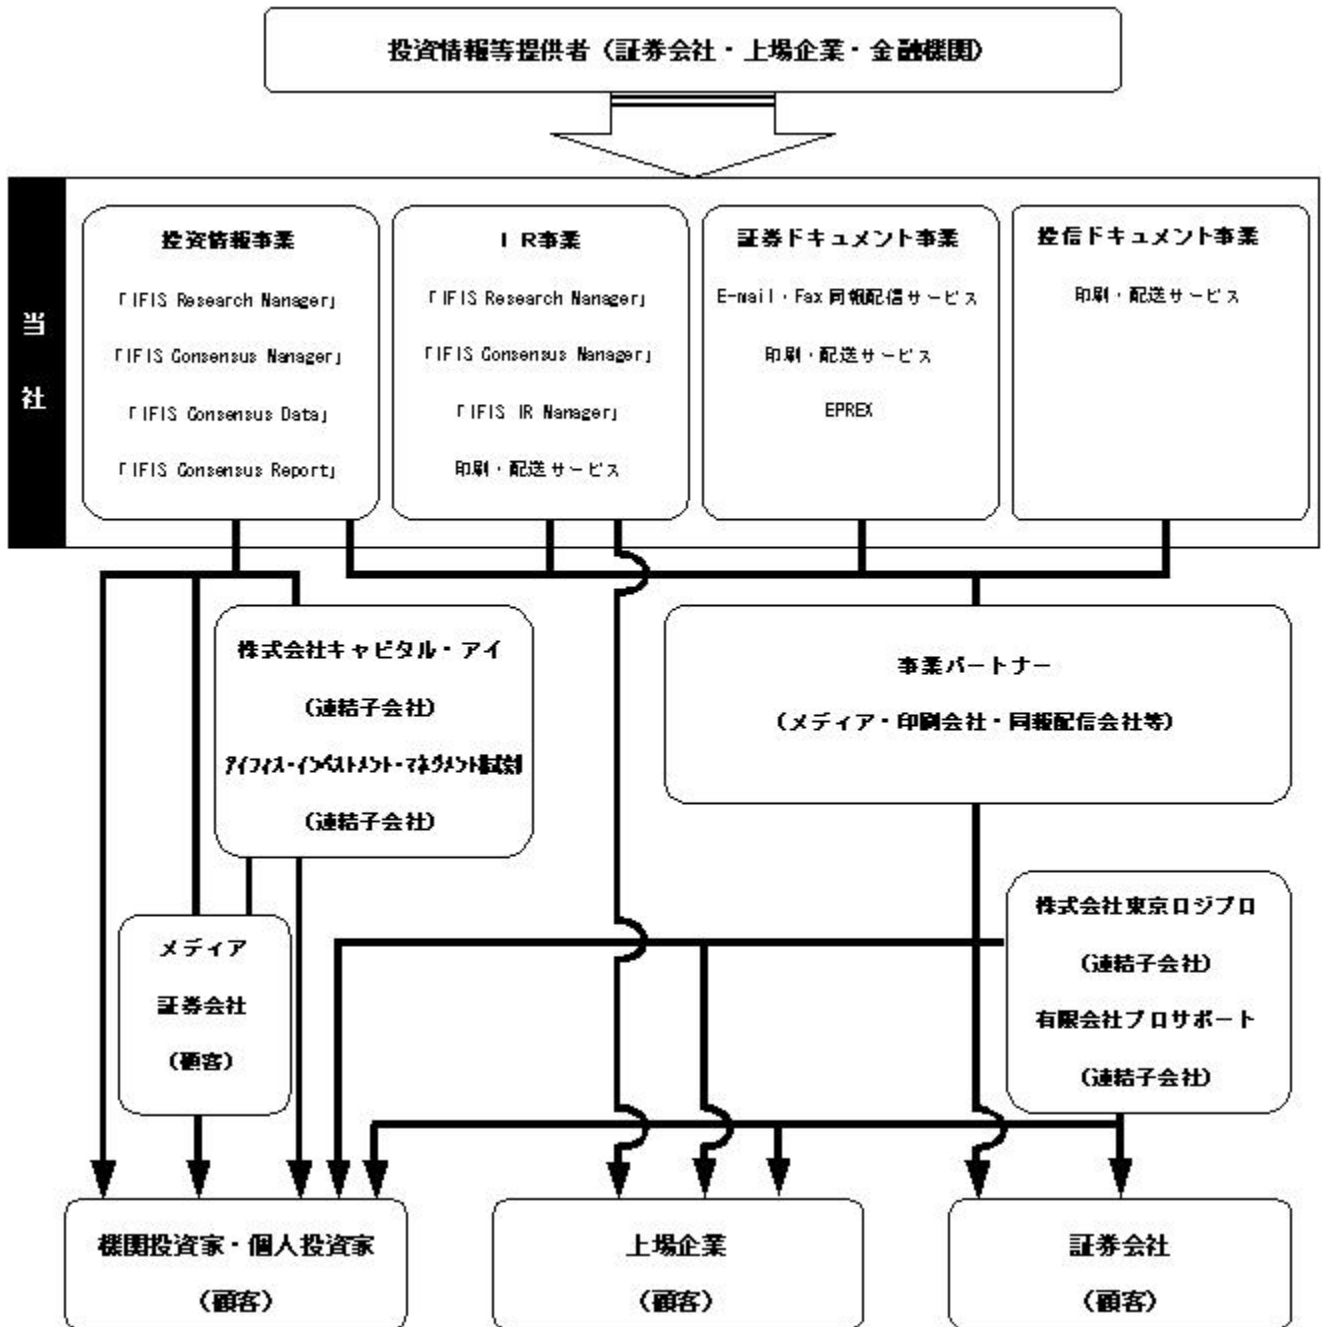 投資情報等提供者（証券会社・上場企業・金融機関）
当社
投資情報事業
「IFIS Research Manager」
「IFIS Consensus Manager」
「IFIS Consensus Data」
「IFIS Consensus Report」
ＩＲ事業
「IFIS Research Manager」
「IFIS Consensus Manager」
「IFIS IR Manager」
印刷・配送サービス
証券ドキュメント事業
E-mail・Fax同報配信サービス
印刷・配送サービス
EPREX
投信ドキュメント事業
印刷・配送サービス
株式会社キャピタル・アイ
（連結子会社）
アイフィス・インベストメント・マネジメント株式会社
（連結子会社）
事業パートナー
（メディア・印刷会社・同報配信会社等）
メディア
証券会社
（顧客）
株式会社東京ロジプロ
（連結子会社）
有限会社プロサポート
（連結子会社）
機関投資家・個人投資家
（顧客）
上場企業
（顧客）
証券会社
（顧客）